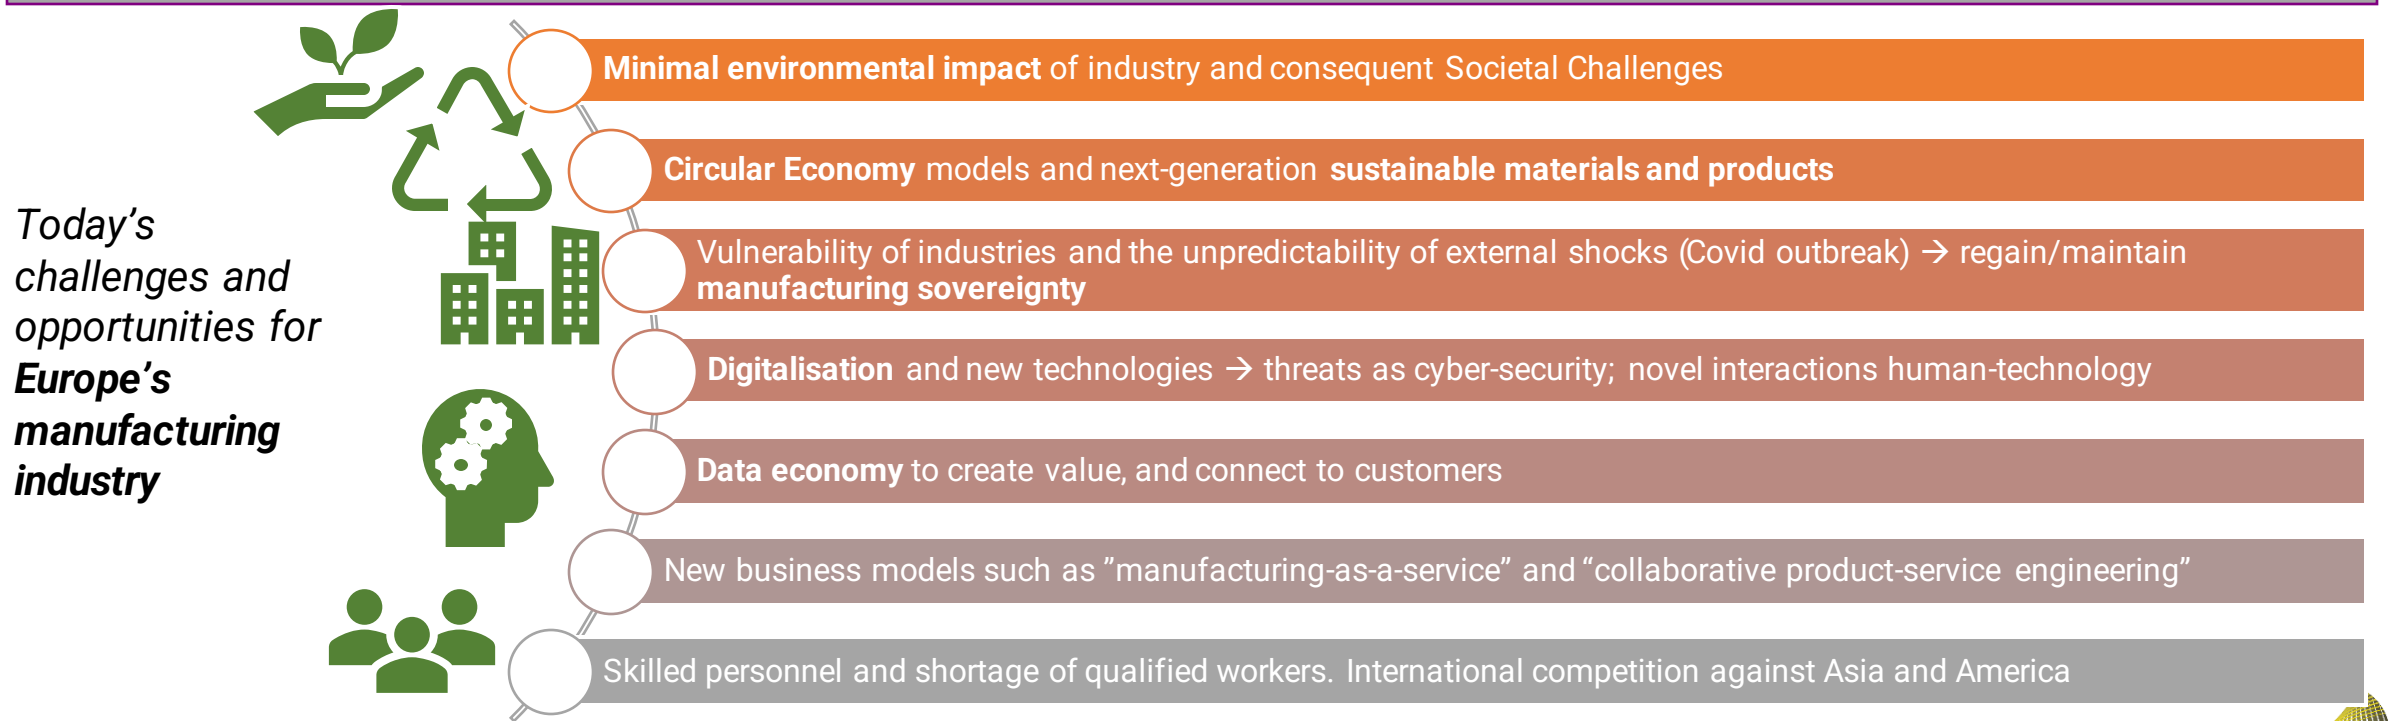 Today's
challenges and
opportunities for
Europe's
manufacturing
industry
Minimal environmental impact of industry and consequent Societal Challenges
Circular Economy models and next-generation sustainable materials and products
Vulnerability of industries and the unpredictability of external shocks (Covid outbreak) → regain/maintain
manufacturing sovereignty
Digitalisation and new technologies → threats as cyber-security; novel interactions human-technology
Data economy to create value, and connect to customers
New business models such as ”manufacturing-as-a-service” and “collaborative product-service engineering”
Skilled personnel and shortage of qualified workers. International competition against Asia and America